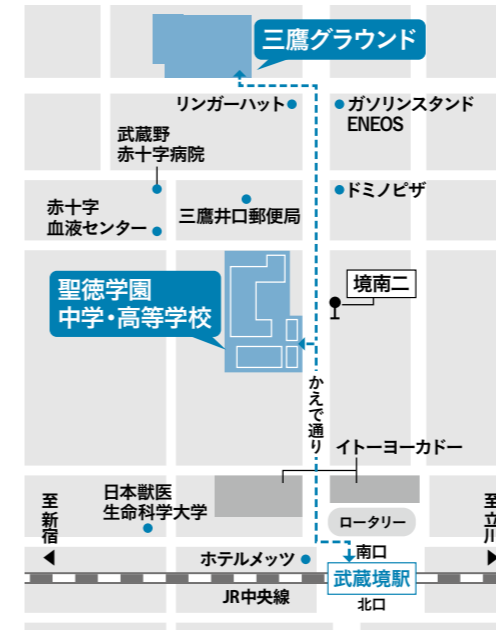 三鷹グラウンド
リンガーハット
ガソリンスタンド
ENEOS
武蔵野
赤十字病院
ドミノピザ
赤十字
血液センター
三鷹井口郵便局
聖徳学園
中学・高等学校
境南二
かえで通り
イトーヨーカドー
日本獣医
生命科学大学
至新宿
至立川
ロータリー
ホテルメッツ
南口
武蔵境駅
JR中央線
北口